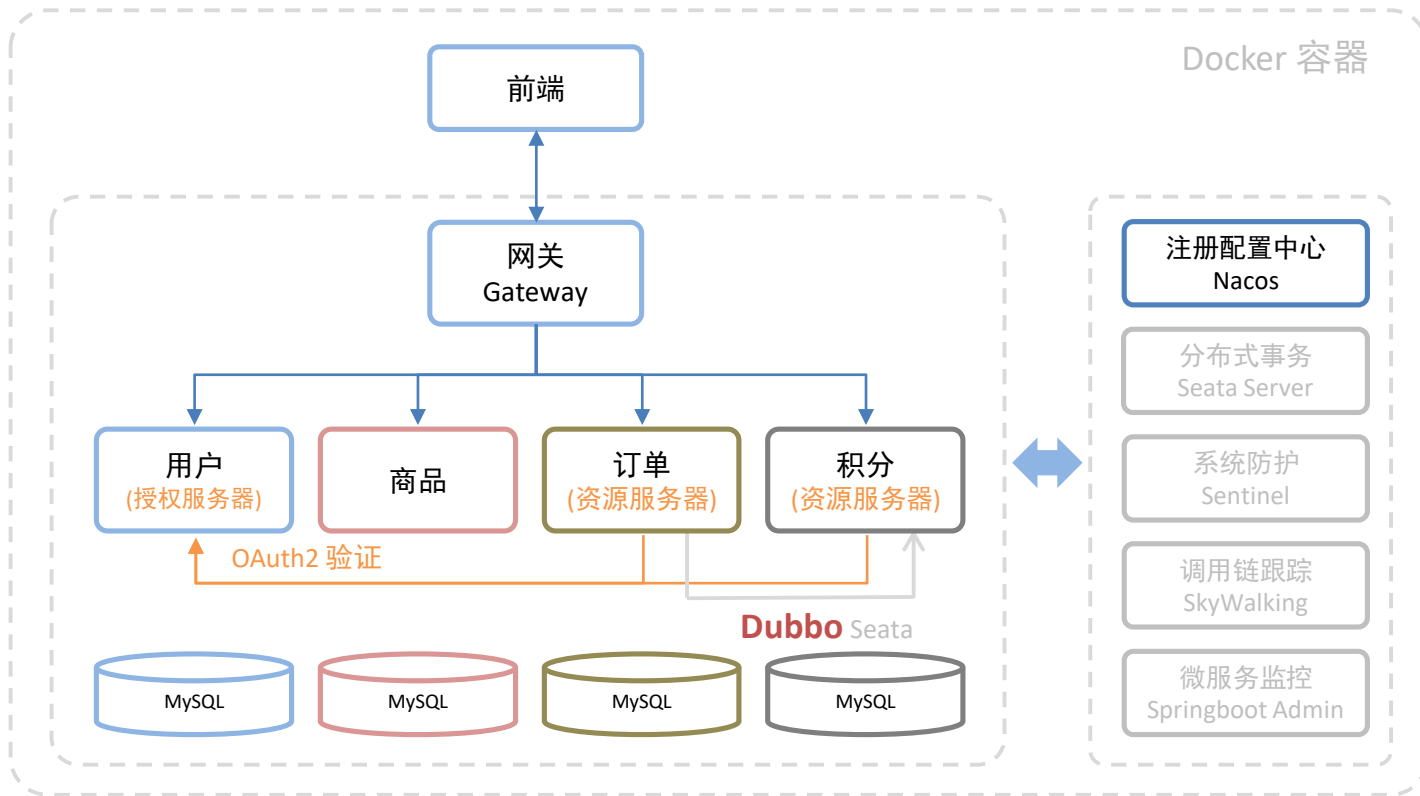 Docker 容器
前端
网关
Gateway
用户
(授权服务器)
商品
订单
(资源服务器)
积分
(资源服务器)
OAuth2 验证
Dubbo Seata
MySQL
MySQL
MySQL
MySQL
注册配置中心
Nacos
分布式事务
Seata Server
系统防护
Sentinel
调用链跟踪
SkyWalking
微服务监控
Springboot Admin